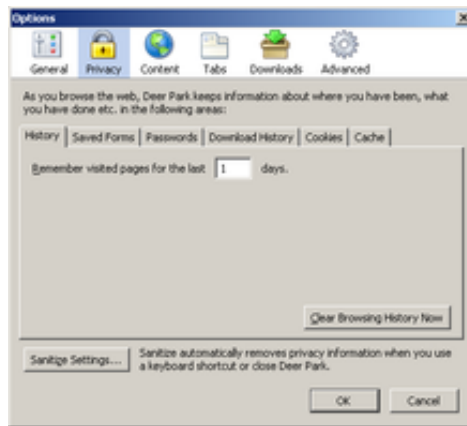 Options
General Privacy Content Tabs Downloads Advanced
As you browse the web, Deer Park keeps information about where you have been, what
you have done etc. in the following areas:
History Saved Forms Passwords Download History Cookies Cache
Remember visited pages for the last 1 days.
Clear Browsing History Now
Sanitize Settings... Sanitize automatically removes privacy information when you use
a keyboard shortcut or close Deer Park.
OK Cancel